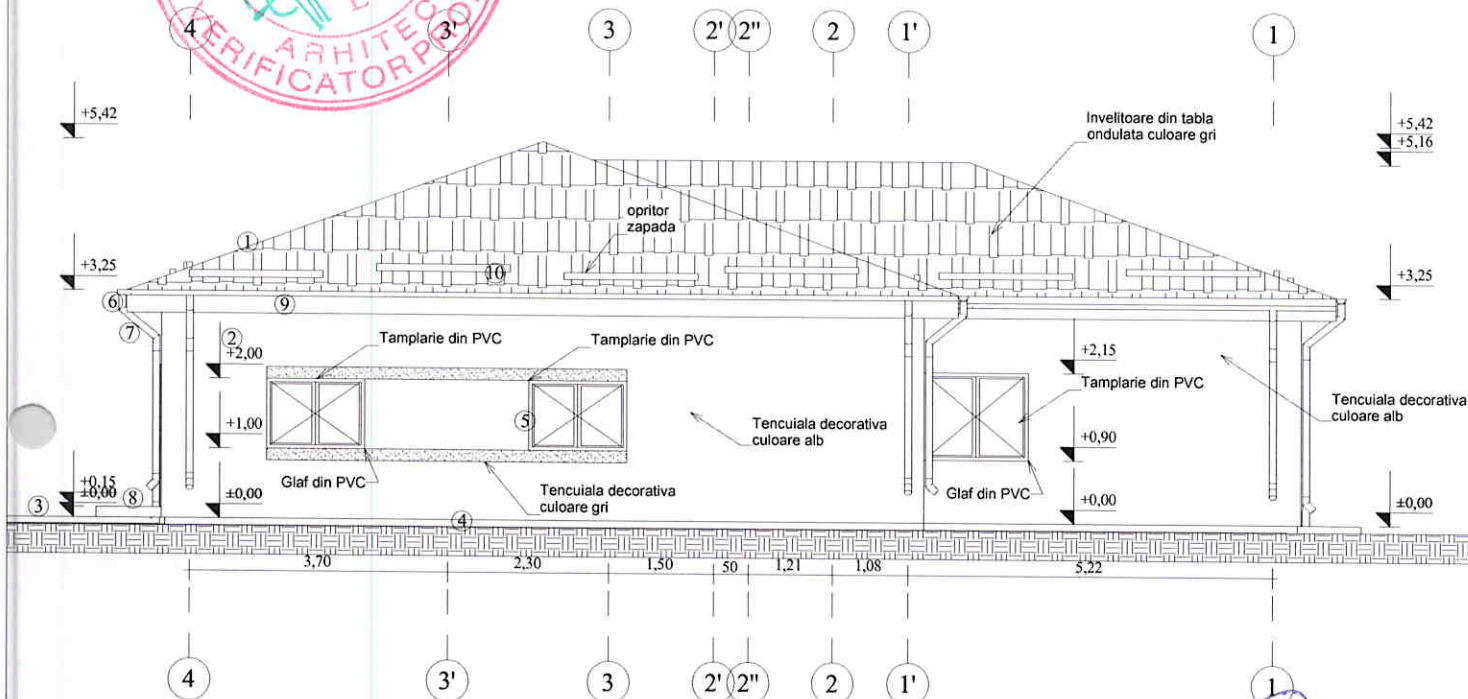 ARHITEC
VERIFICATOR PRO
4
3'
3
2'
2"
2
1'
1
+5,42
Invelitoare din tabla
ondulata culoare gri
+5,42
+5,16
opritor
zapada
1
+3,25
10
+3,25
6
9
7
2
Tamplarie din PVC
Tamplarie din PVC
+2,00
+2,15
Tamplarie din PVC
Tencuiala decorativa
culoare alb
5
Tencuiala decorativa
culoare alb
+1,00
+0,90
Glaf din PVC
Tencuiala decorativa
culoare gri
Glaf din PVC
+0,15
±0,00
8
±0,00
+0,00
±0,00
3
4
3,70
2,30
1,50
50
1,21
1,08
5,22
4
3'
3
2'
2"
2
1'
1